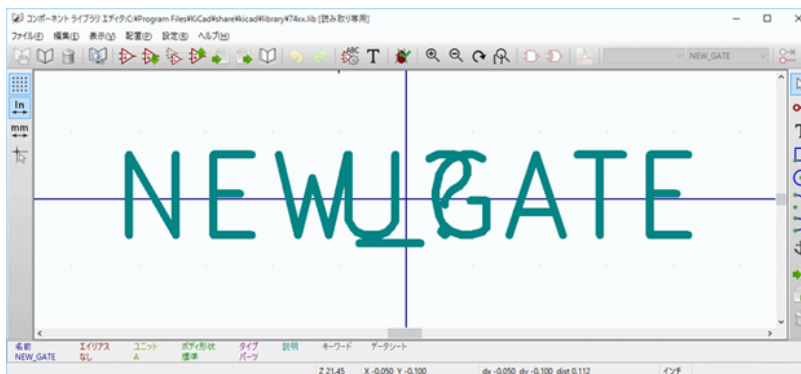 コンポーネント ライブラリ エディタ:C:¥Program Files¥KiCad¥share¥kicad¥library¥74xx.lib [読み取り専用]
ファイル(F) 編集(E) 表示(V) 配置(P) 設定(R) ヘルプ(H)
NEW_GATE
In
mm
NEW_GATE
U?
名前 エイリアス ユニット ボディ形状 タイプ 説明 キーワード データシート
NEW_GATE なし A 標準 パーツ
Z 21.45 X -0.050 Y -0.100 dx -0.050 dy -0.100 dist 0.112 インチ